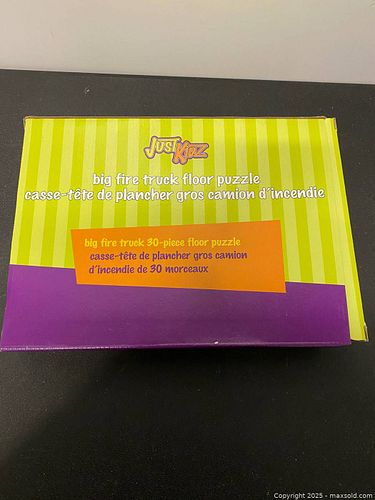 JUST KIDZ
big fire truck floor puzzle
casse-tête de plancher gros camion d'incendie
big fire truck 30-piece floor puzzle
casse-tête de plancher gros camion
d'incendie de 30 morceaux
Copyright 2025 - maxsold.com